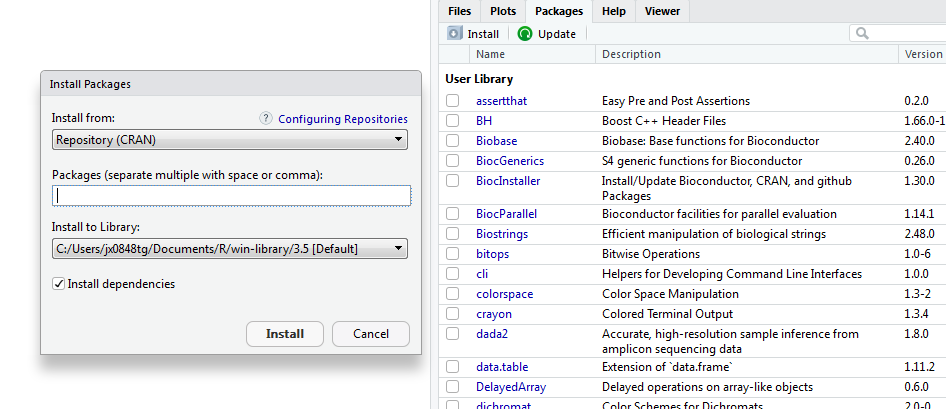 Files Plots Packages Help Viewer
Install Update
Name Description Version
User Library
assertthat Easy Pre and Post Assertions 0.2.0
BH Boost C++ Header Files 1.66.0-1
Biobase Biobase: Base functions for Bioconductor 2.40.0
BiocGenerics S4 generic functions for Bioconductor 0.26.0
BiocInstaller Install/Update Bioconductor, CRAN, and github 1.30.0
Packages
BiocParallel Bioconductor facilities for parallel evaluation 1.14.1
Biostrings Efficient manipulation of biological strings 2.48.0
bitops Bitwise Operations 1.0-6
cli Helpers for Developing Command Line Interfaces 1.0.0
colorspace Color Space Manipulation 1.3-2
crayon Colored Terminal Output 1.3.4
dada2 Accurate, high-resolution sample inference from 1.8.0
amplicon sequencing data
data.table Extension of `data.frame` 1.11.2
DelayedArray Delayed operations on array-like objects 0.6.0
dichromat Color Schemes for Dichromats 2.0-0
Install Packages
Install from: ? Configuring Repositories
Repository (CRAN)
Packages (separate multiple with space or comma):
Install to Library:
C:/Users/jx0848tg/Documents/R/win-library/3.5 [Default]
Install dependencies
Install Cancel